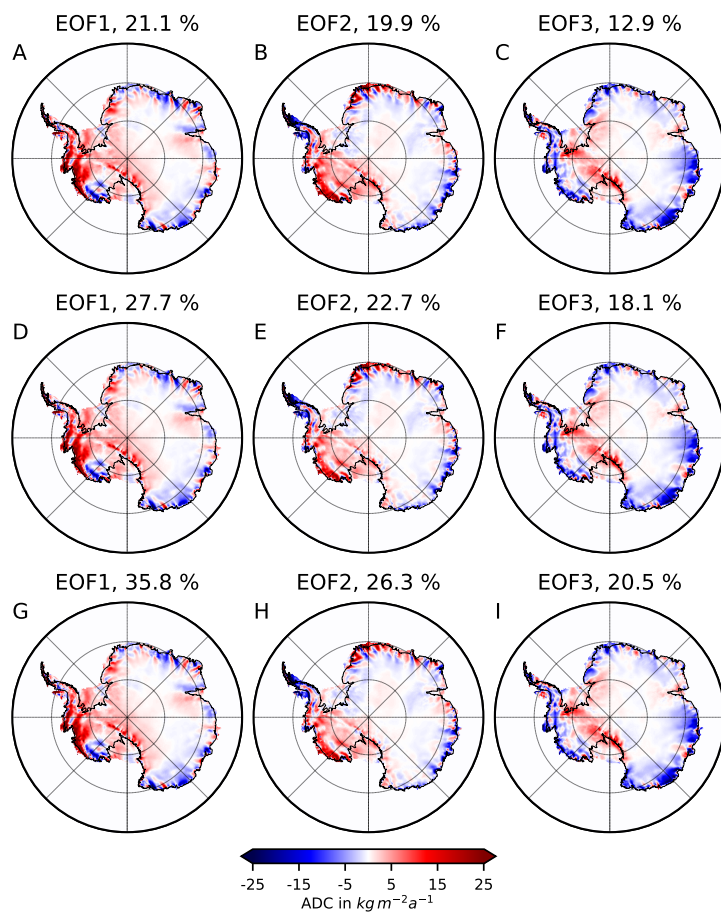 EOF1, 21.1 % EOF2, 19.9 % EOF3, 12.9 %
A B C
EOF1, 27.7 % EOF2, 22.7 % EOF3, 18.1 %
D E F
EOF1, 35.8 % EOF2, 26.3 % EOF3, 20.5 %
G H I
-25 -15 -5 5 15 25
ADC in kg m⁻²a⁻¹